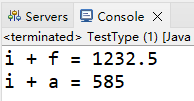 Servers Console
<terminated> TestType (1) [Java
i + f = 1232.5
i + a = 585